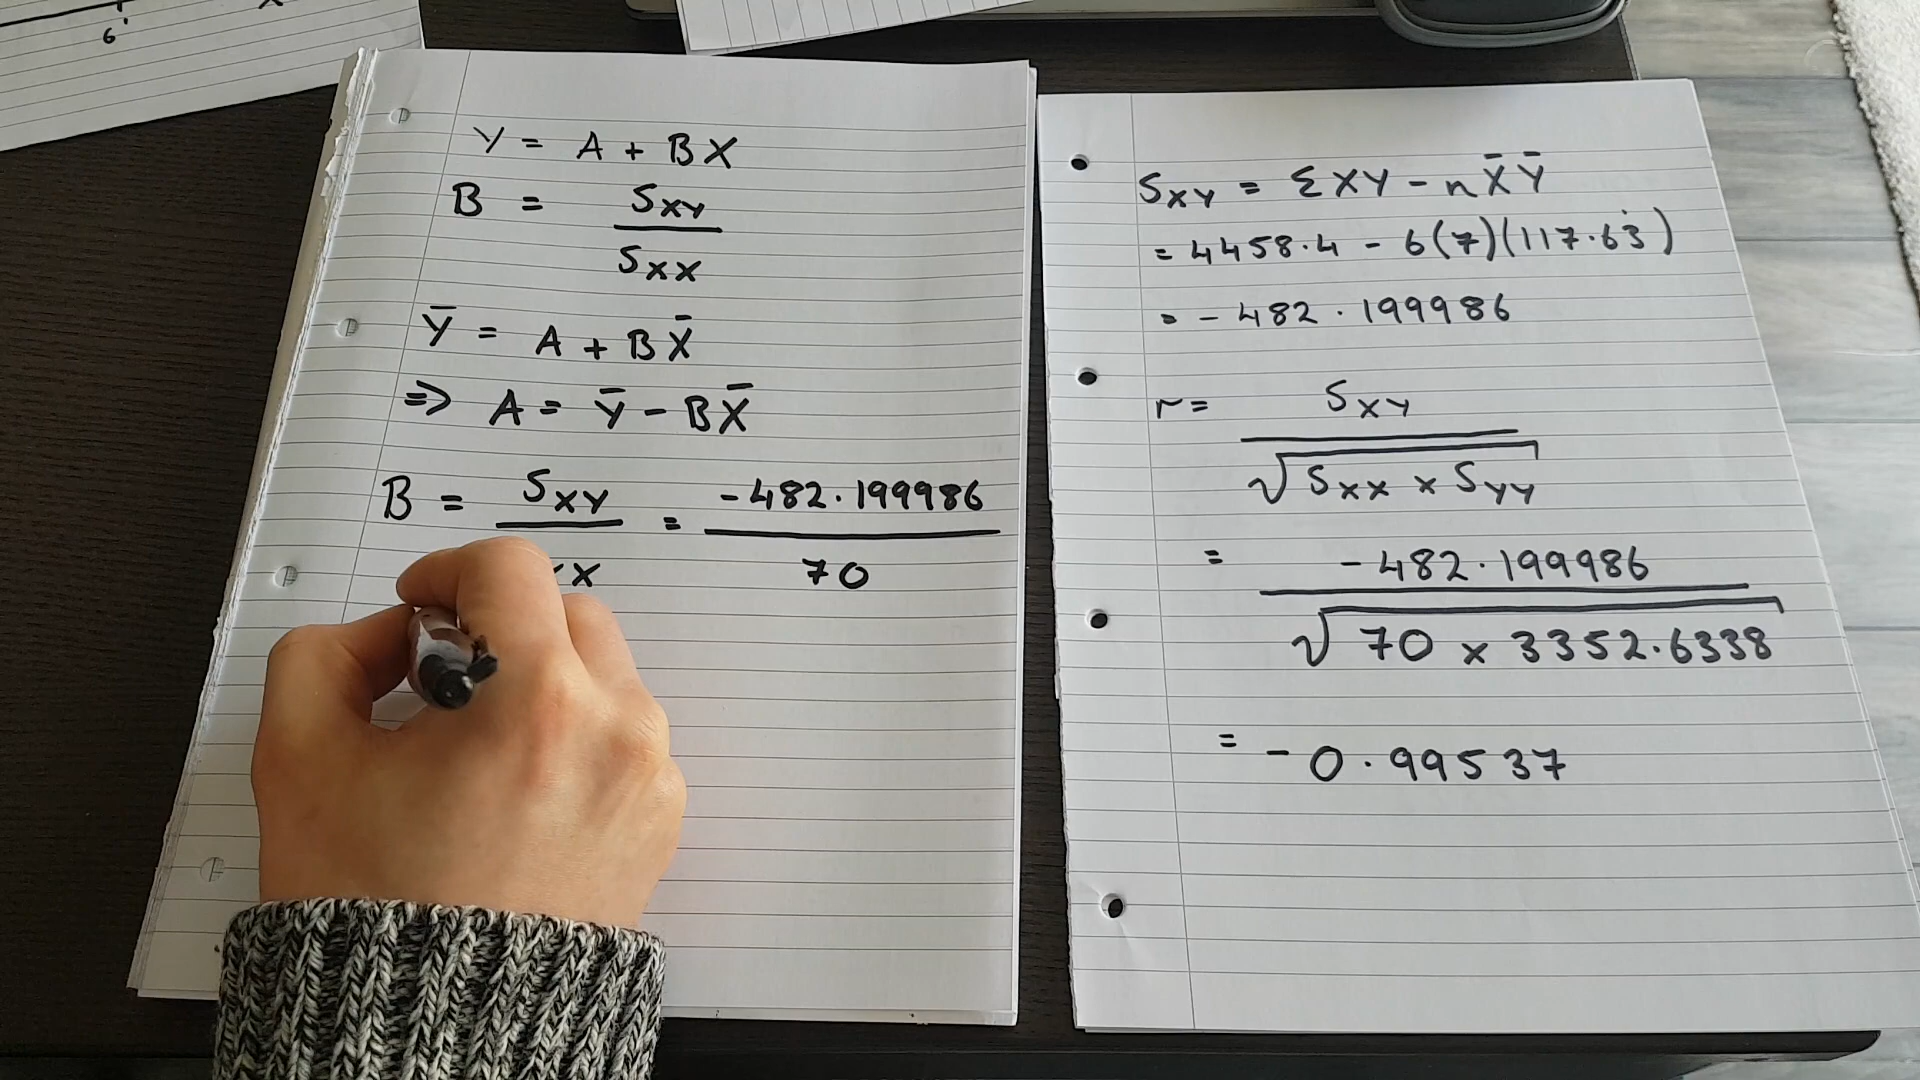 6
Y = A + BX
B = SXY / SXX
Ȳ = A + BX̄
⇒ A = Ȳ - BX̄
B = SXY / X = -482.199986 / 70
SXY = ΣXY - nX̄Ȳ
= 4458.4 - 6(7)(117.63̇)
= -482.199986
r = SXY / √SXX × SYY
= -482.199986 / √70 × 3352.6338
= -0.99537